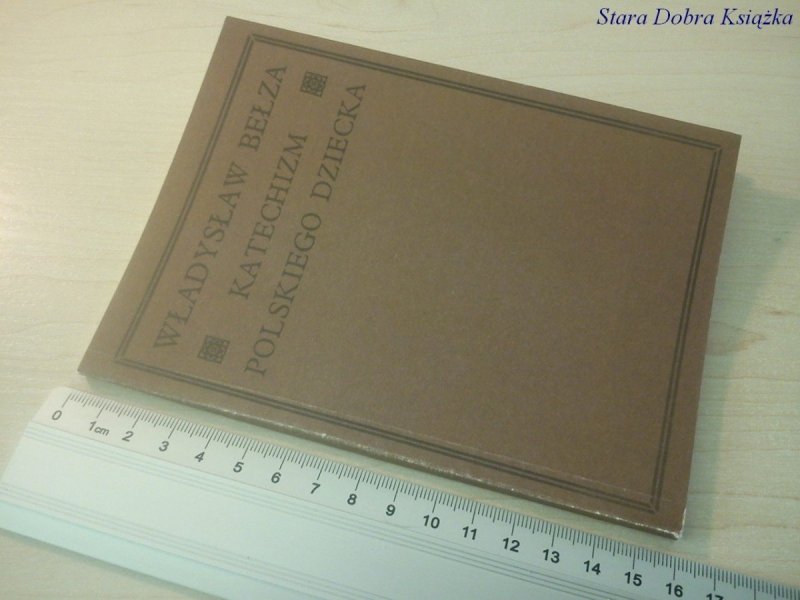 Stara Dobra Książka
WŁADYSŁAW BEŁZA
KATECHIZM
POLSKIEGO DZIECKA
0 1cm 2 3 4 5 6 7 8 9 10 11 12 13 14 15 16 17